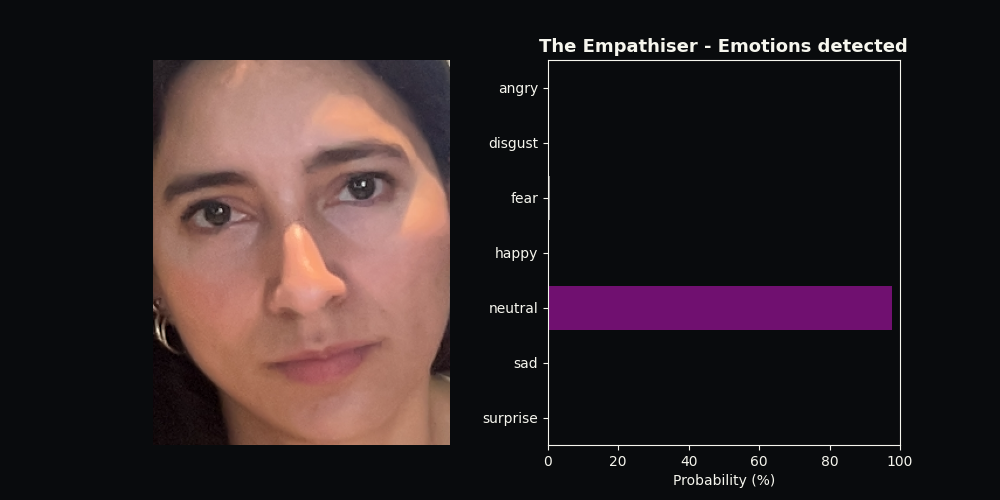 The Empathiser - Emotions detected
angry
disgust
fear
happy
neutral
sad
surprise
0 20 40 60 80 100
Probability (%)